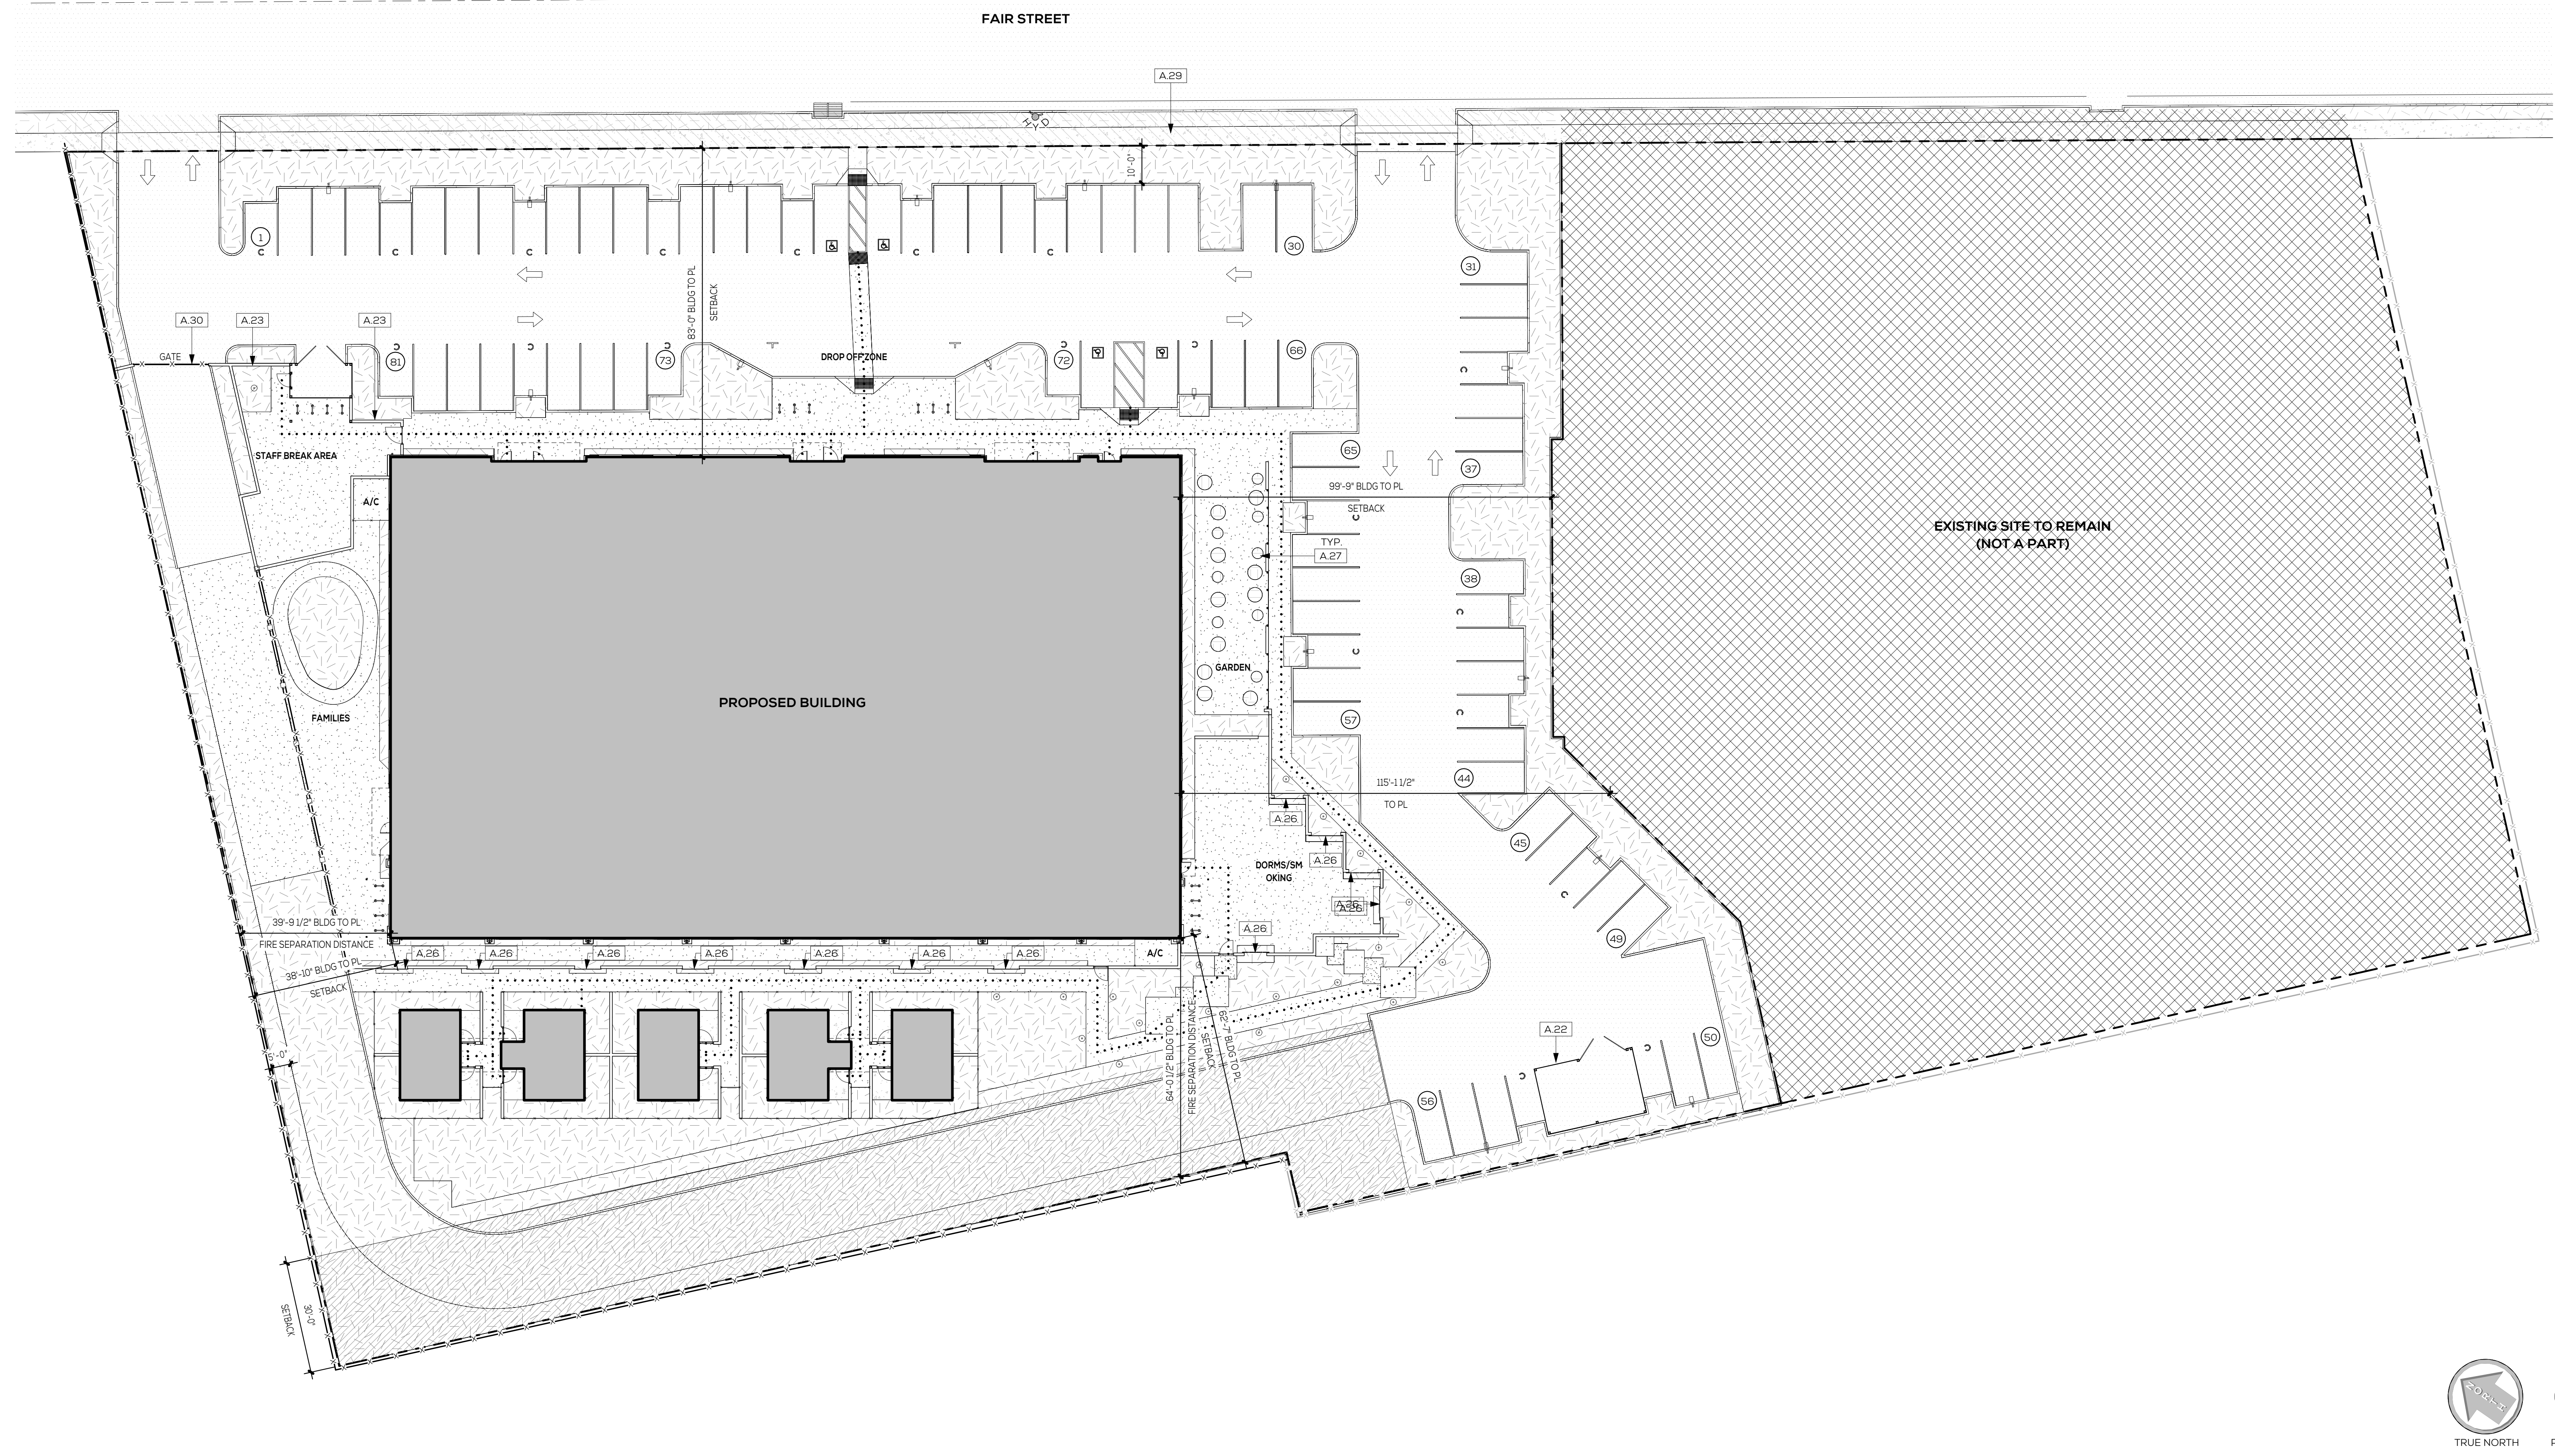 FAIR STREET
A.29
HYD
10'-0"
1
30
31
83'-0" BLDG TO PL
SETBACK
A.30
A.23
A.23
GATE
81
73
DROP OFF ZONE
72
66
STAFF BREAK AREA
65
37
A/C
99'-9" BLDG TO PL
SETBACK
EXISTING SITE TO REMAIN
(NOT A PART)
TYP.
A.27
38
GARDEN
PROPOSED BUILDING
FAMILIES
57
44
115'-1 1/2"
TO PL
A.26
45
A.26
DORMS/SM
OKING
A.26
A.26
39'-9 1/2" BLDG TO PL
FIRE SEPARATION DISTANCE
A.26
49
A.26
A.26
A.26
A.26
A.26
A.26
A.26
A/C
38'-10" BLDG TO PL
SETBACK
64'-0 1/2" BLDG TO PL
FIRE SEPARATION DISTANCE
62'-7" BLDG TO PL
SETBACK
A.22
50
5'-0"
56
30'-0"
SETBACK
NORTH
TRUE NORTH